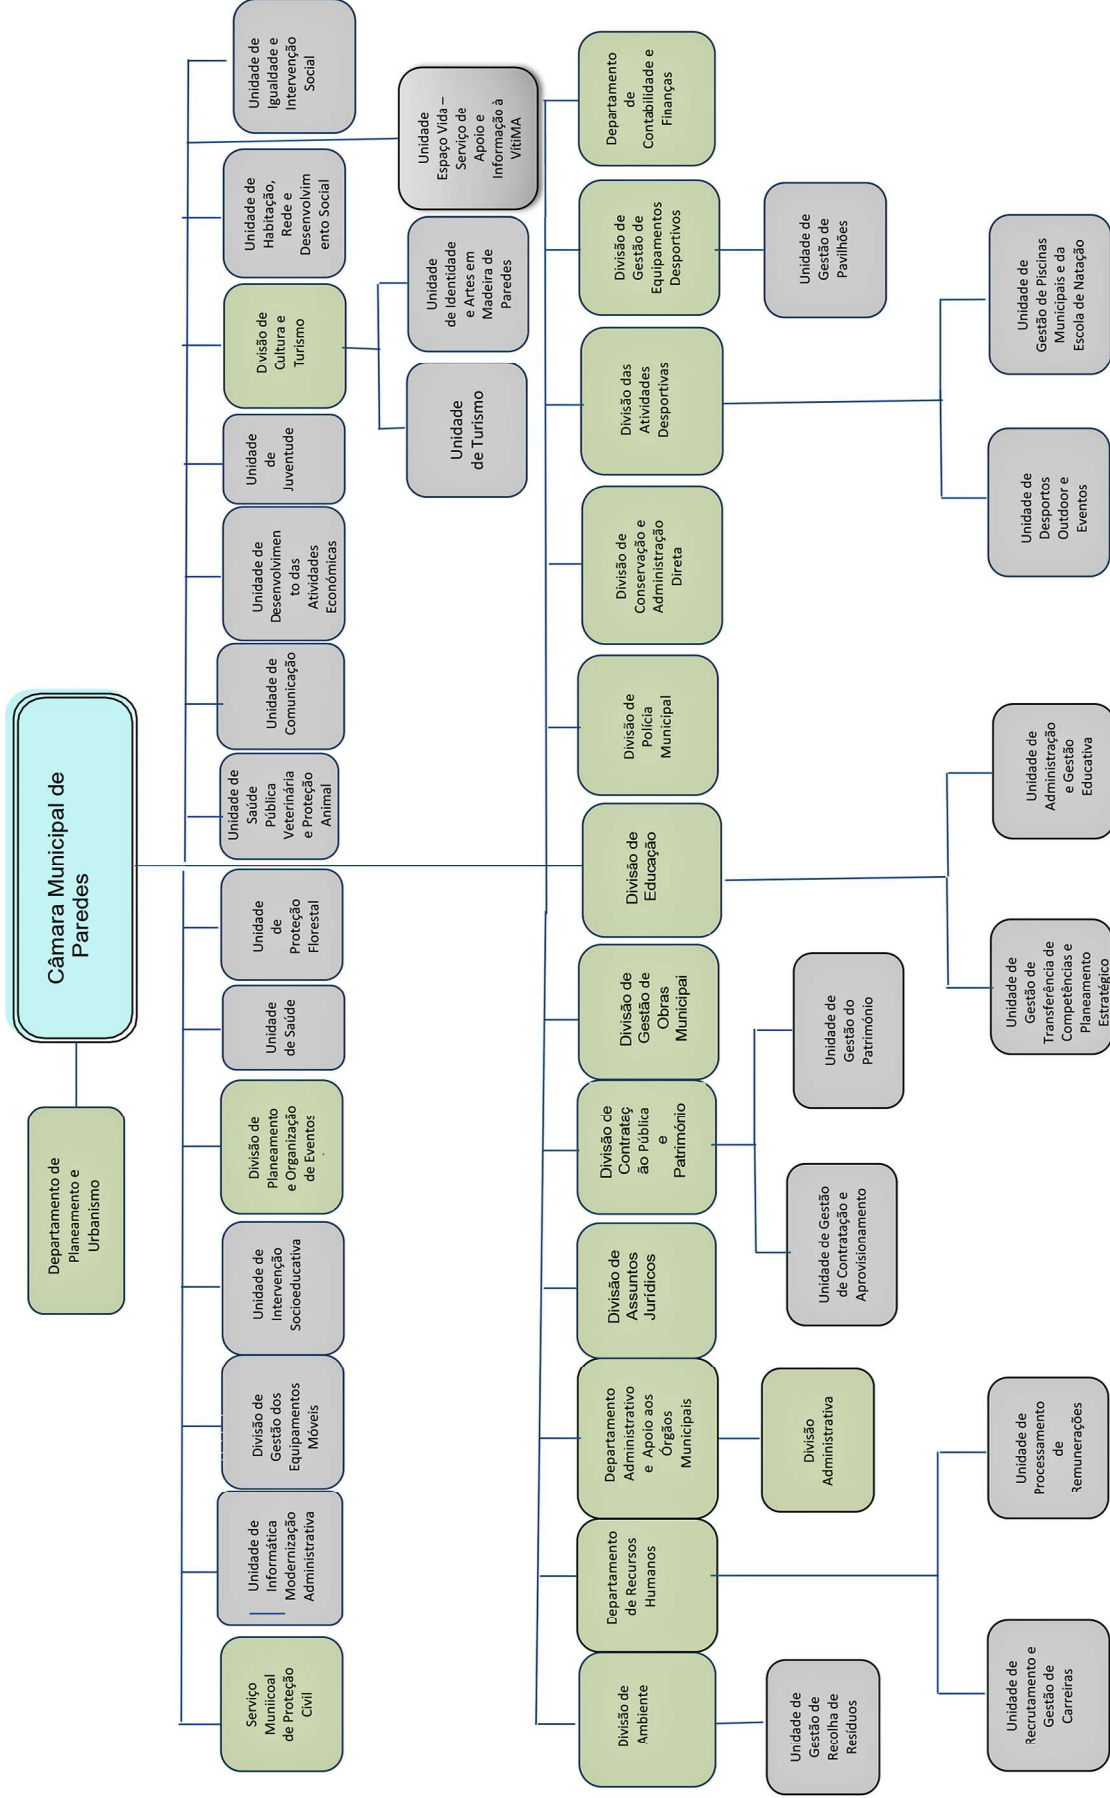 Câmara Municipal de
Paredes
Departamento de
Planeamento e
Urbanismo
Serviço
Muniicoal
de Proteção
Civil
Unidade de
Informática
Modernização
Administrativa
Divisão de
Gestão dos
Equipamentos
Móveis
Unidade de
Intervenção
Socioeducativa
Divisão de
Planeamento
e Organização
de Eventos
Unidade
de Saúde
Unidade
de
Proteção
Florestal
Unidade de
Saúde
Pública
Veterinária
e Proteção
Animal
Unidade de
Comunicação
Unidade de
Desenvolvimen
to das
Atividades
Económicas
Unidade
de
Juventude
Dvisão de
Cultura e
Turismo
Unidade de
Habitação,
Rede e
Desenvolvim
ento Social
Unidade de
Igualdade e
Intervenção
Social
Unidade
de Turismo
Unidade
de Identidade
e Artes em
Madeira de
Paredes
Unidade
Espaço Vida –
Serviço de
Apoio e
Informação à
VítiMA
Divisão de
Ambiente
Departamento
de Recursos
Humanos
Departamento
Administrativo
e Apoio aos
Órgãos
Municipais
Divisão de
Assuntos
Jurídicos
Divisão de
Contrataç
ão Pública
e
Património
Divisão de
Gestão de
Obras
Municipai
Divisão de
Educação
Divisão de
Polícia
Municipal
Divisão de
Conservação e
Administração
Direta
Divisão das
Atividades
Desportivas
Divisão de
Gestão de
Equipamentos
Desportivos
Departamento
de
Contabilidade e
Finanças
Unidade de
Gestão de
Recolha de
Resíduos
Divisão
Administrativa
Unidade de Gestão
de Contratação e
Aprovisionamento
Unidade de
Gestão do
Património
Unidade de
Gestão de
Pavilhões
Unidade de
Recrutamento e
Gestão de
Carreiras
Unidade de
Processamento
de
Remunerações
Unidade de
Gestão de
Transferência de
Competências e
Planeamento
Estratégico
Unidade de
Administração
e Gestão
Educativa
Unidade de
Desportos
Outdoor e
Eventos
Unidade de
Gestão de Piscinas
Municipais e da
Escola de Natação